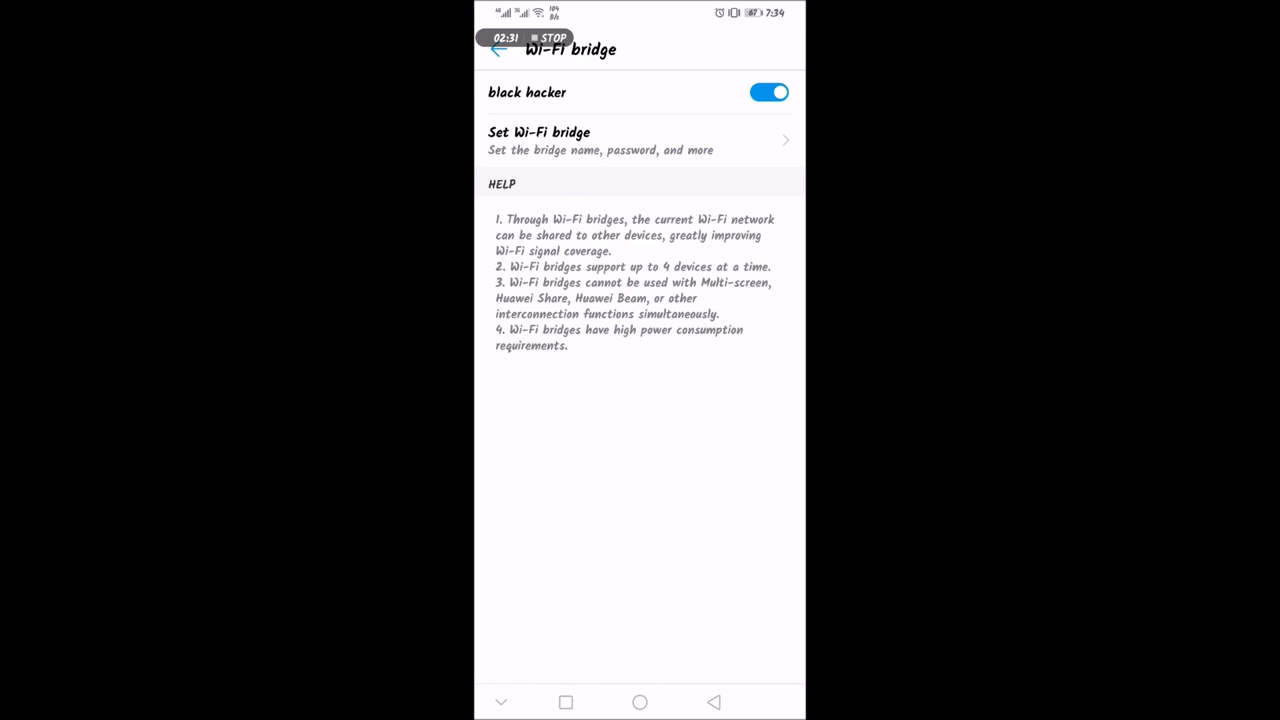 4G 3G 104 B/s 67 7:34
02:31 STOP
Wi-Fi bridge
black hacker
Set Wi-Fi bridge
Set the bridge name, password, and more
HELP
1. Through Wi-Fi bridges, the current Wi-Fi network
can be shared to other devices, greatly improving
Wi-Fi signal coverage.
2. Wi-Fi bridges support up to 4 devices at a time.
3. Wi-Fi bridges cannot be used with Multi-screen,
Huawei Share, Huawei Beam, or other
interconnection functions simultaneously.
4. Wi-Fi bridges have high power consumption
requirements.